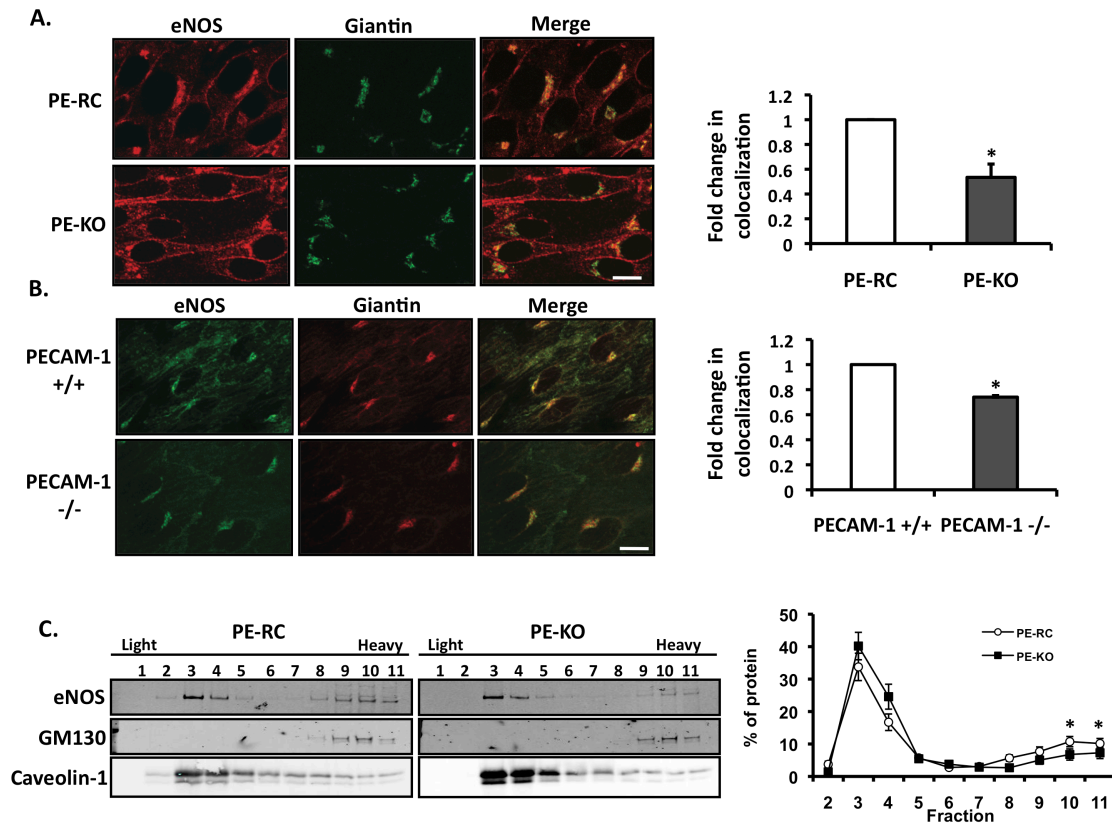 A.
eNOS Giantin Merge
PE-RC
PE-KO
Fold change in
colocalization
1.2
1
0.8
0.6
0.4
0.2
0
*
PE-RC PE-KO
B.
eNOS Giantin Merge
PECAM-1
+/+
PECAM-1
-/-
Fold change in
colocalization
1.2
1
0.8
0.6
0.4
0.2
0
*
PECAM-1 +/+ PECAM-1 -/-
C.
PE-RC PE-KO
Light Heavy Light Heavy
1 2 3 4 5 6 7 8 9 10 11 1 2 3 4 5 6 7 8 9 10 11
eNOS
GM130
Caveolin-1
% of protein
50
40
30
20
10
0
PE-RC
PE-KO
* *
2 3 4 5 6 7 8 9 10 11
Fraction